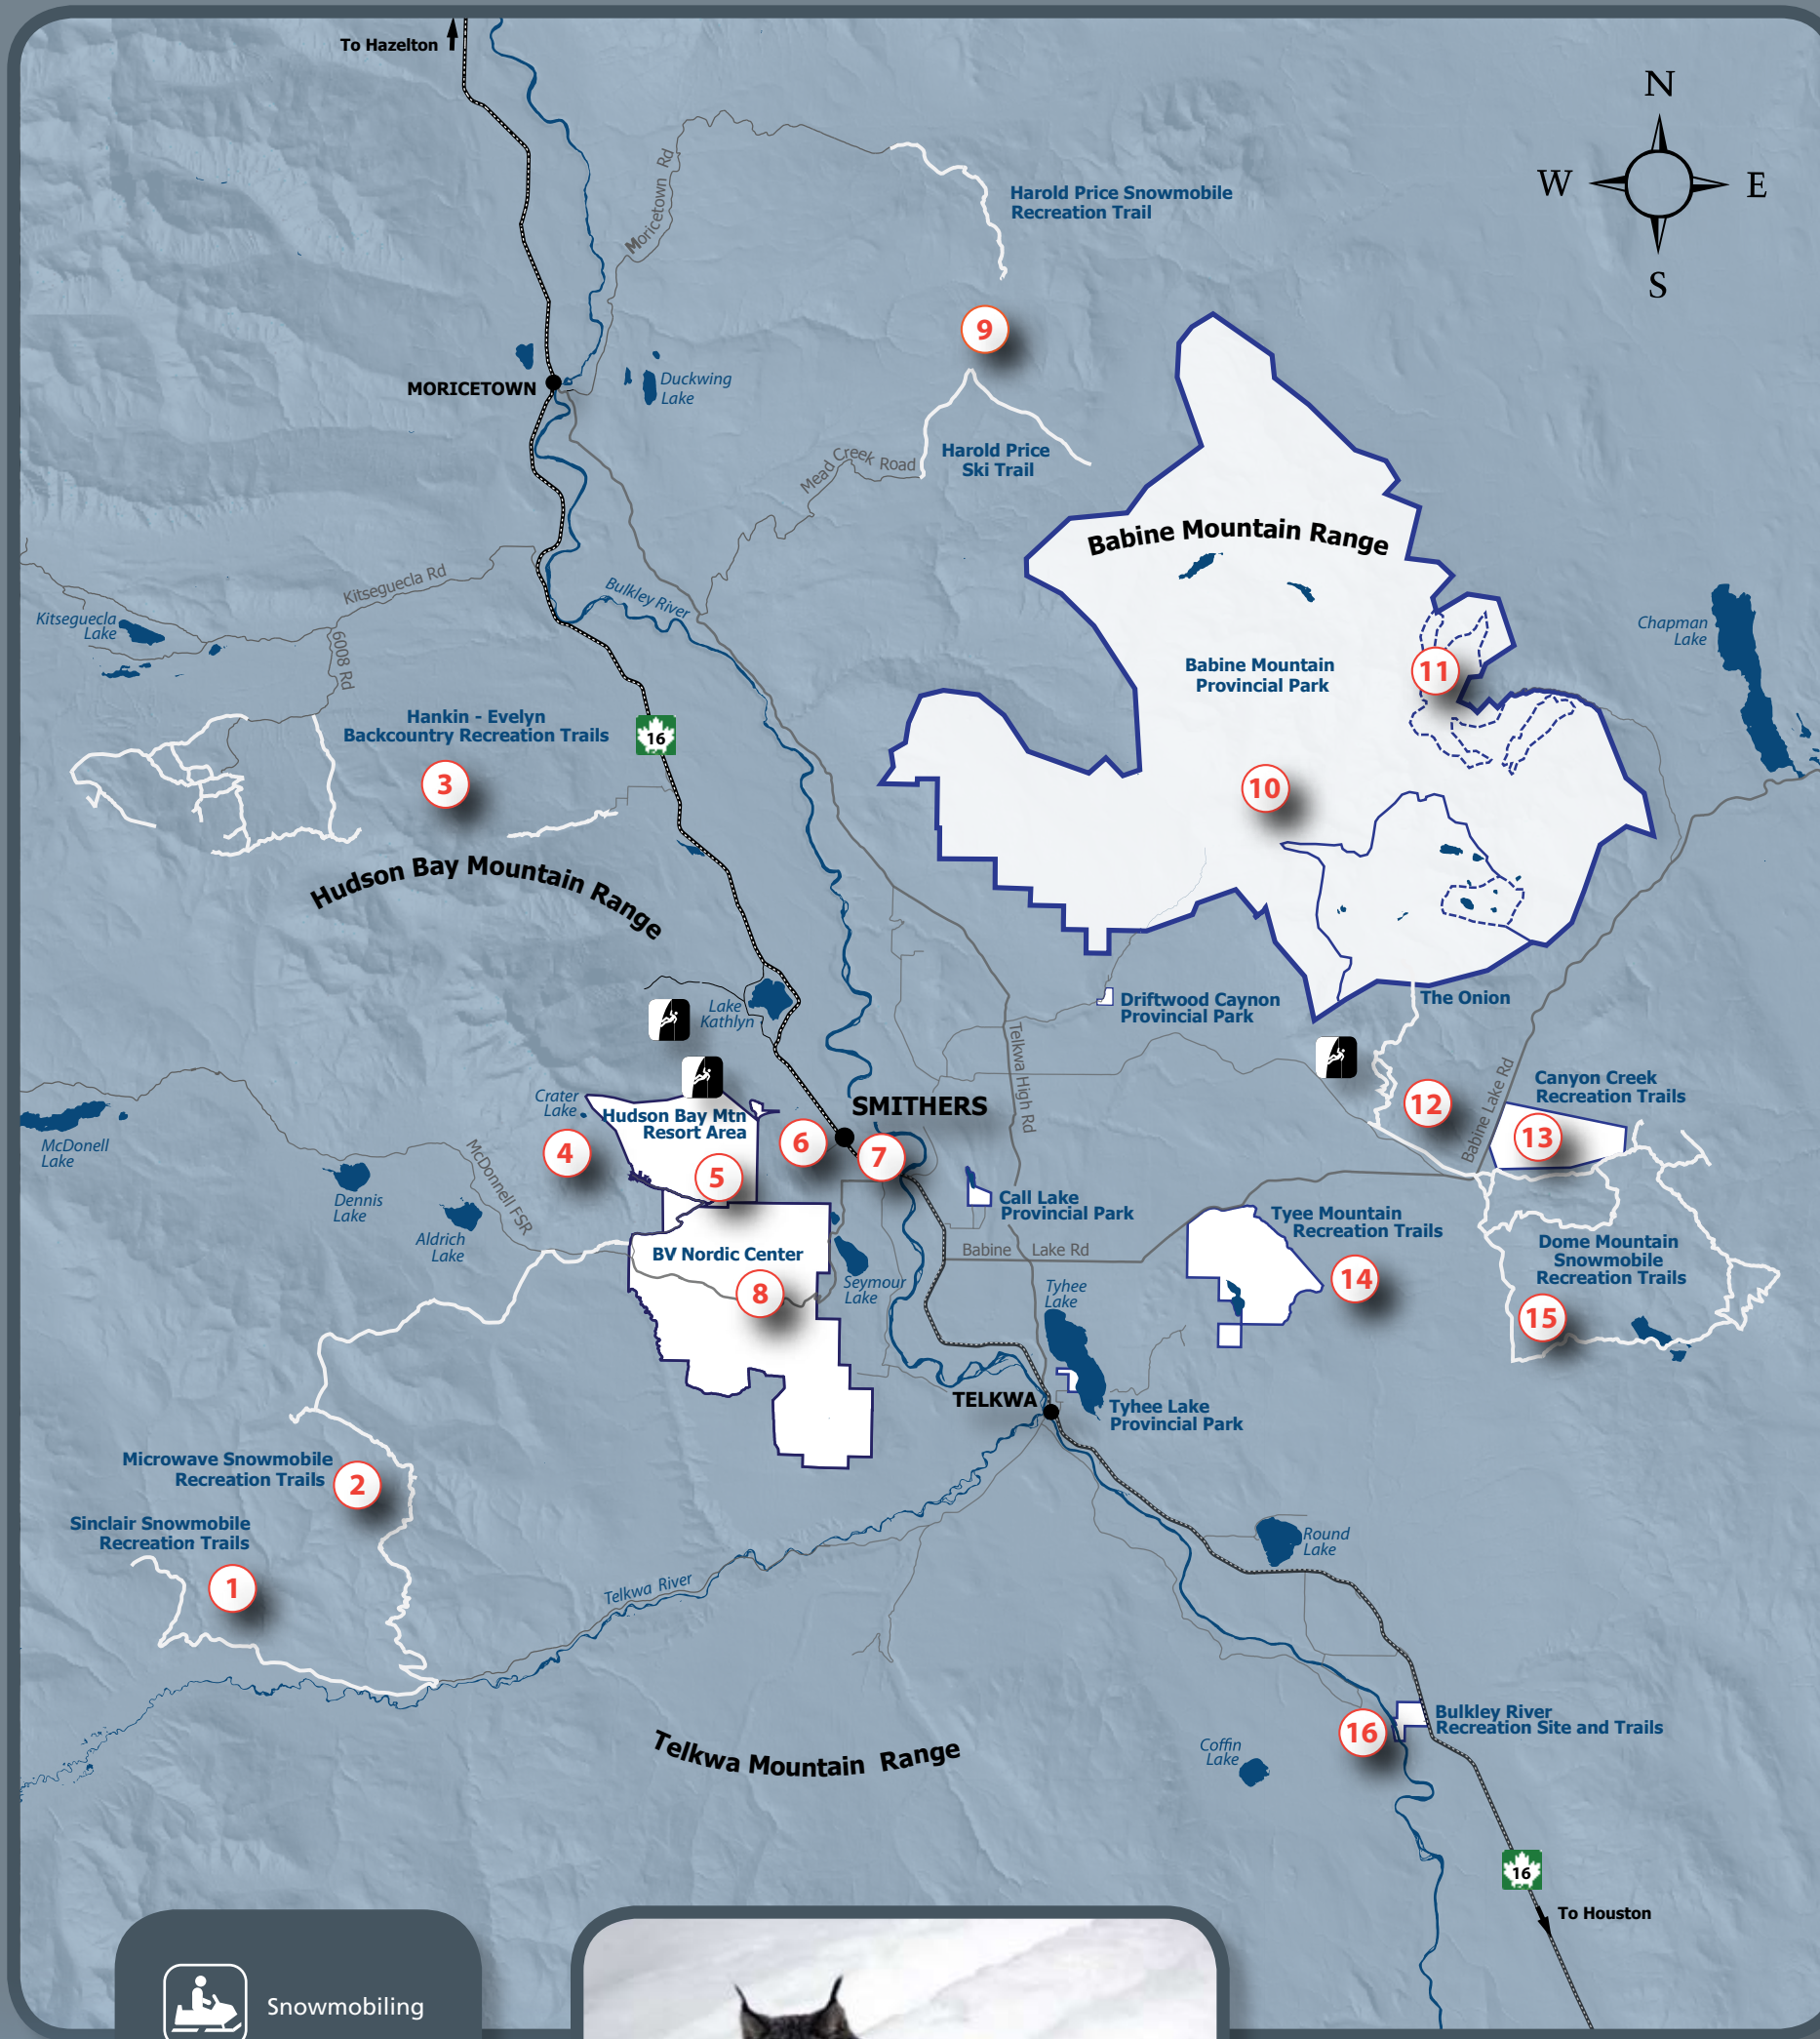 To Hazelton
N
W
E
S
Moricetown Rd
Harold Price Snowmobile
Recreation Trail
9
MORICETOWN
Duckwing
Lake
Harold Price
Ski Trail
Mead Creek Road
Babine Mountain Range
Kitseguecla Rd
Bulkley River
Kitseguecla
Lake
6008 Rd
Chapman
Lake
Babine Mountain
Provincial Park
11
Hankin - Evelyn
Backcountry Recreation Trails
16
3
10
Hudson Bay Mountain Range
Lake
Kathlyn
Driftwood Caynon
Provincial Park
The Onion
Telkwa High Rd
Babine Lake Rd
Canyon Creek
Recreation Trails
12
13
Crater
Lake
Hudson Bay Mtn
Resort Area
SMITHERS
4
5
6
7
McDonell
Lake
McDonnell FSR
Dennis
Lake
Aldrich
Lake
Call Lake
Provincial Park
Tyee Mountain
Recreation Trails
14
Dome Mountain
Snowmobile
Recreation Trails
15
BV Nordic Center
8
Seymour
Lake
Babine Lake Rd
Tyhee
Lake
TELKWA
Tyhee Lake
Provincial Park
Microwave Snowmobile
Recreation Trails
2
Sinclair Snowmobile
Recreation Trails
1
Telkwa River
Round
Lake
Telkwa Mountain Range
Coffin
Lake
16
Bulkley River
Recreation Site and Trails
16
To Houston
Snowmobiling